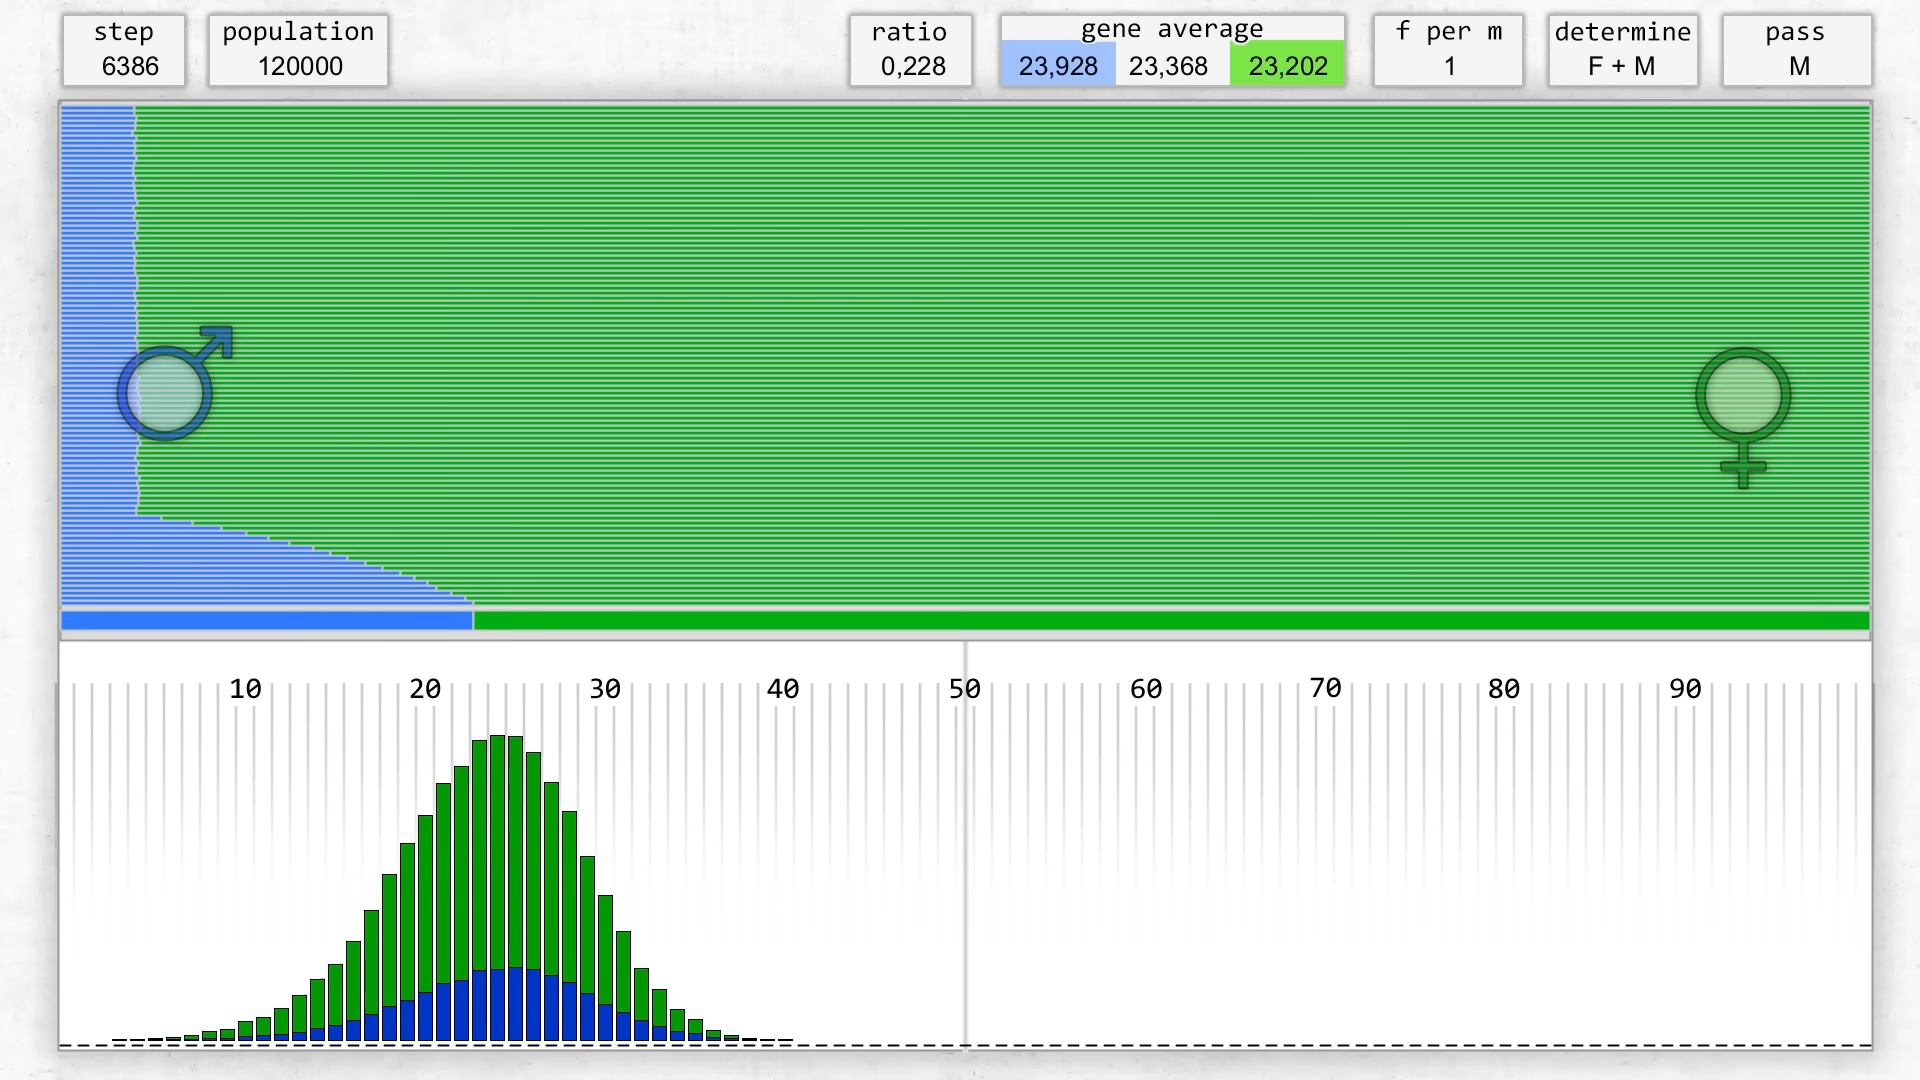 step
6386
population
120000
ratio
0,228
gene average
23,928 23,368 23,202
f per m
1
determine
F + M
pass
M
10 20 30 40 50 60 70 80 90